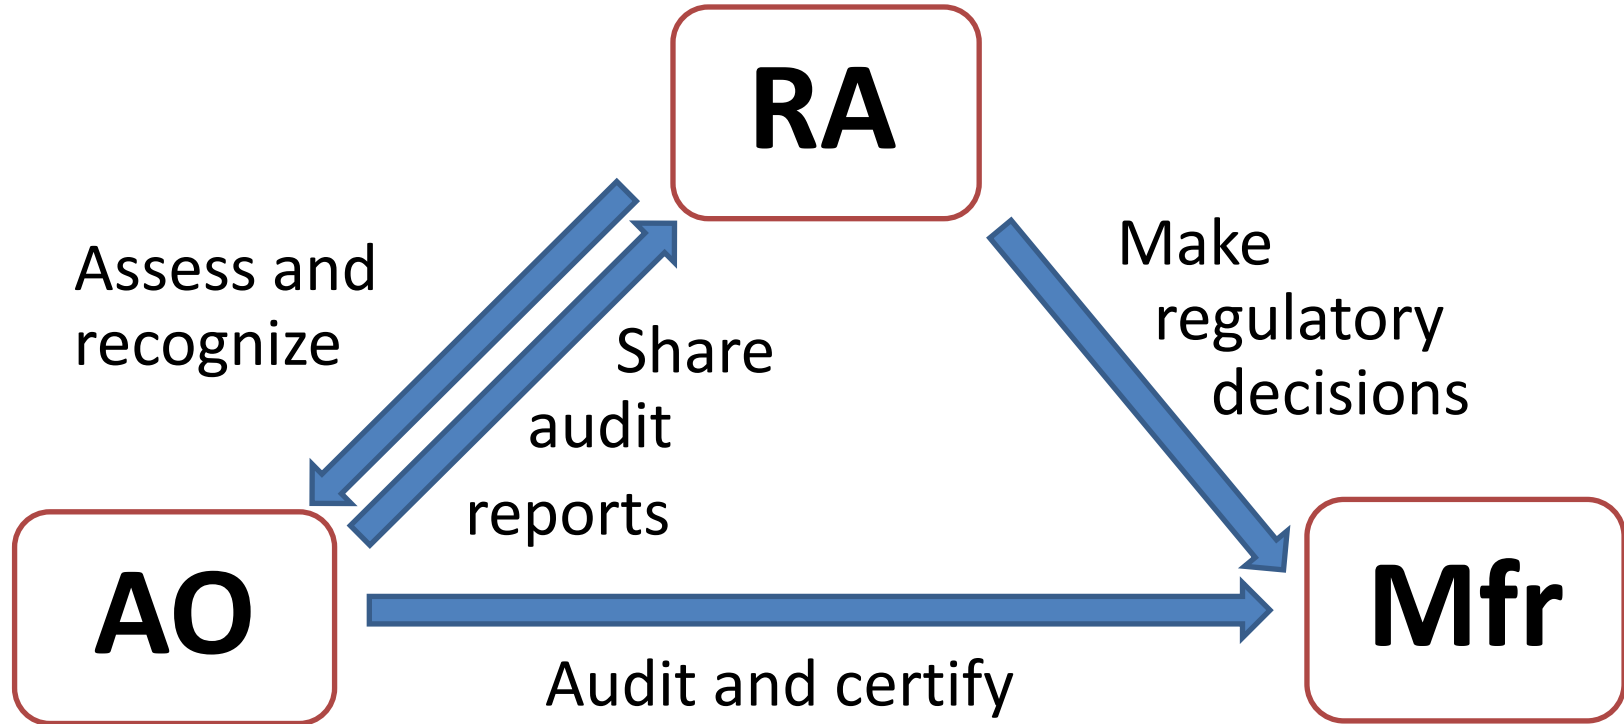 RA
Assess and
recognize
Share
audit
reports
Make
regulatory
decisions
AO
Mfr
Audit and certify